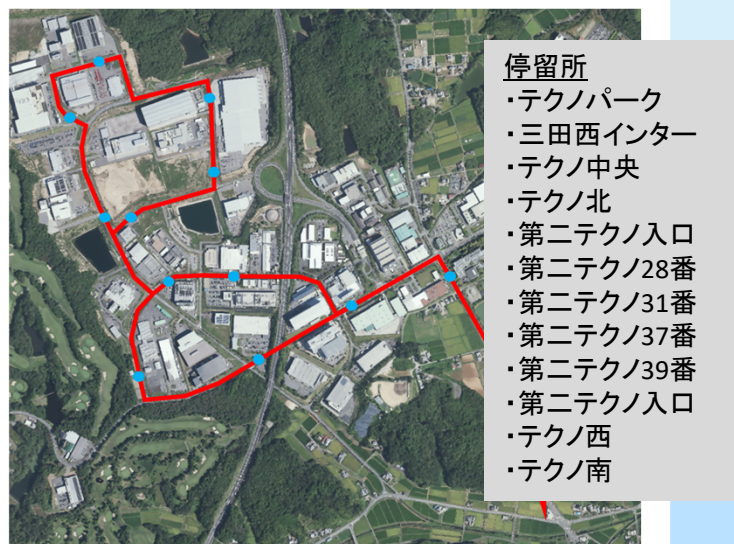 停留所
・テクノパーク
・三田西インター
・テクノ中央
・テクノ北
・第二テクノ入口
・第二テクノ28番
・第二テクノ31番
・第二テクノ37番
・第二テクノ39番
・第二テクノ入口
・テクノ西
・テクノ南